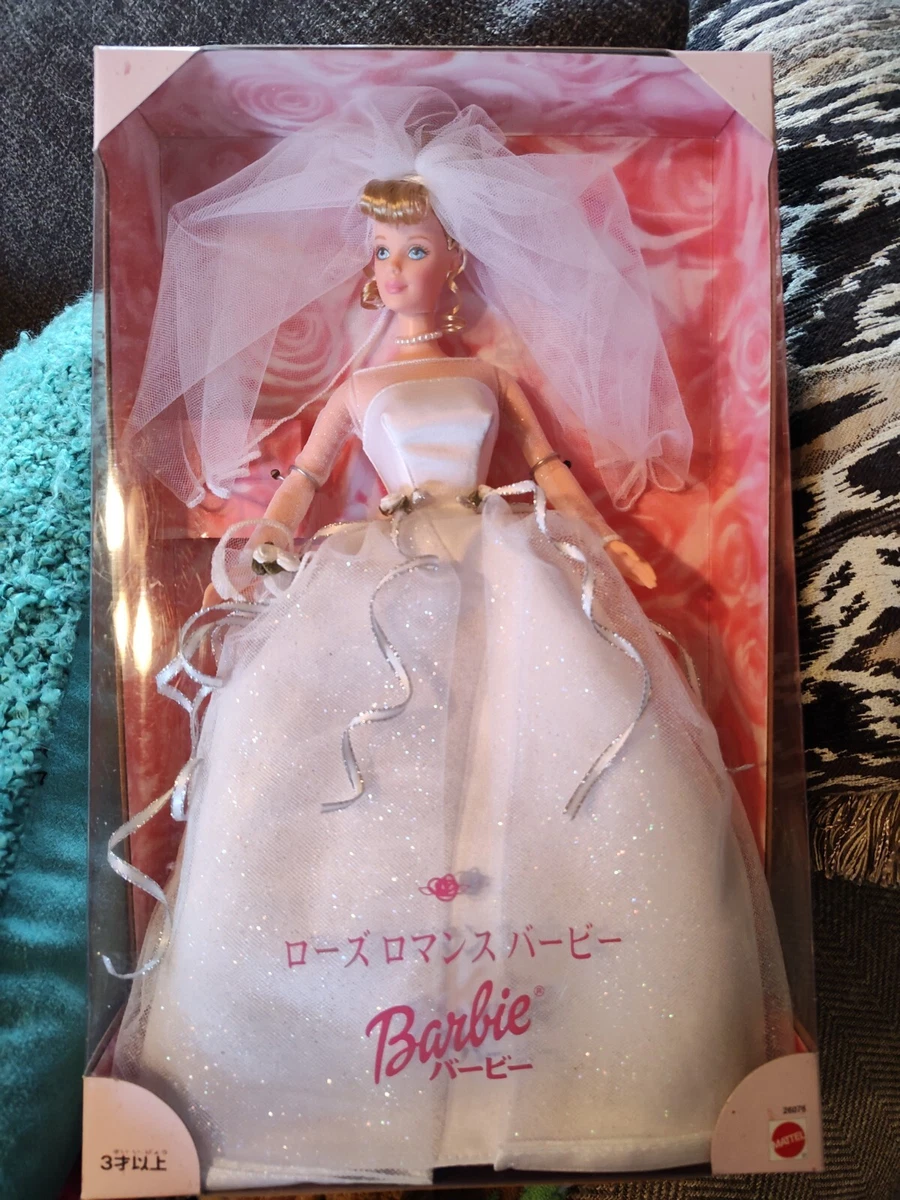 ローズ ロマンス バービー
Barbie®
バービー
3才以上
26075
MATTEL